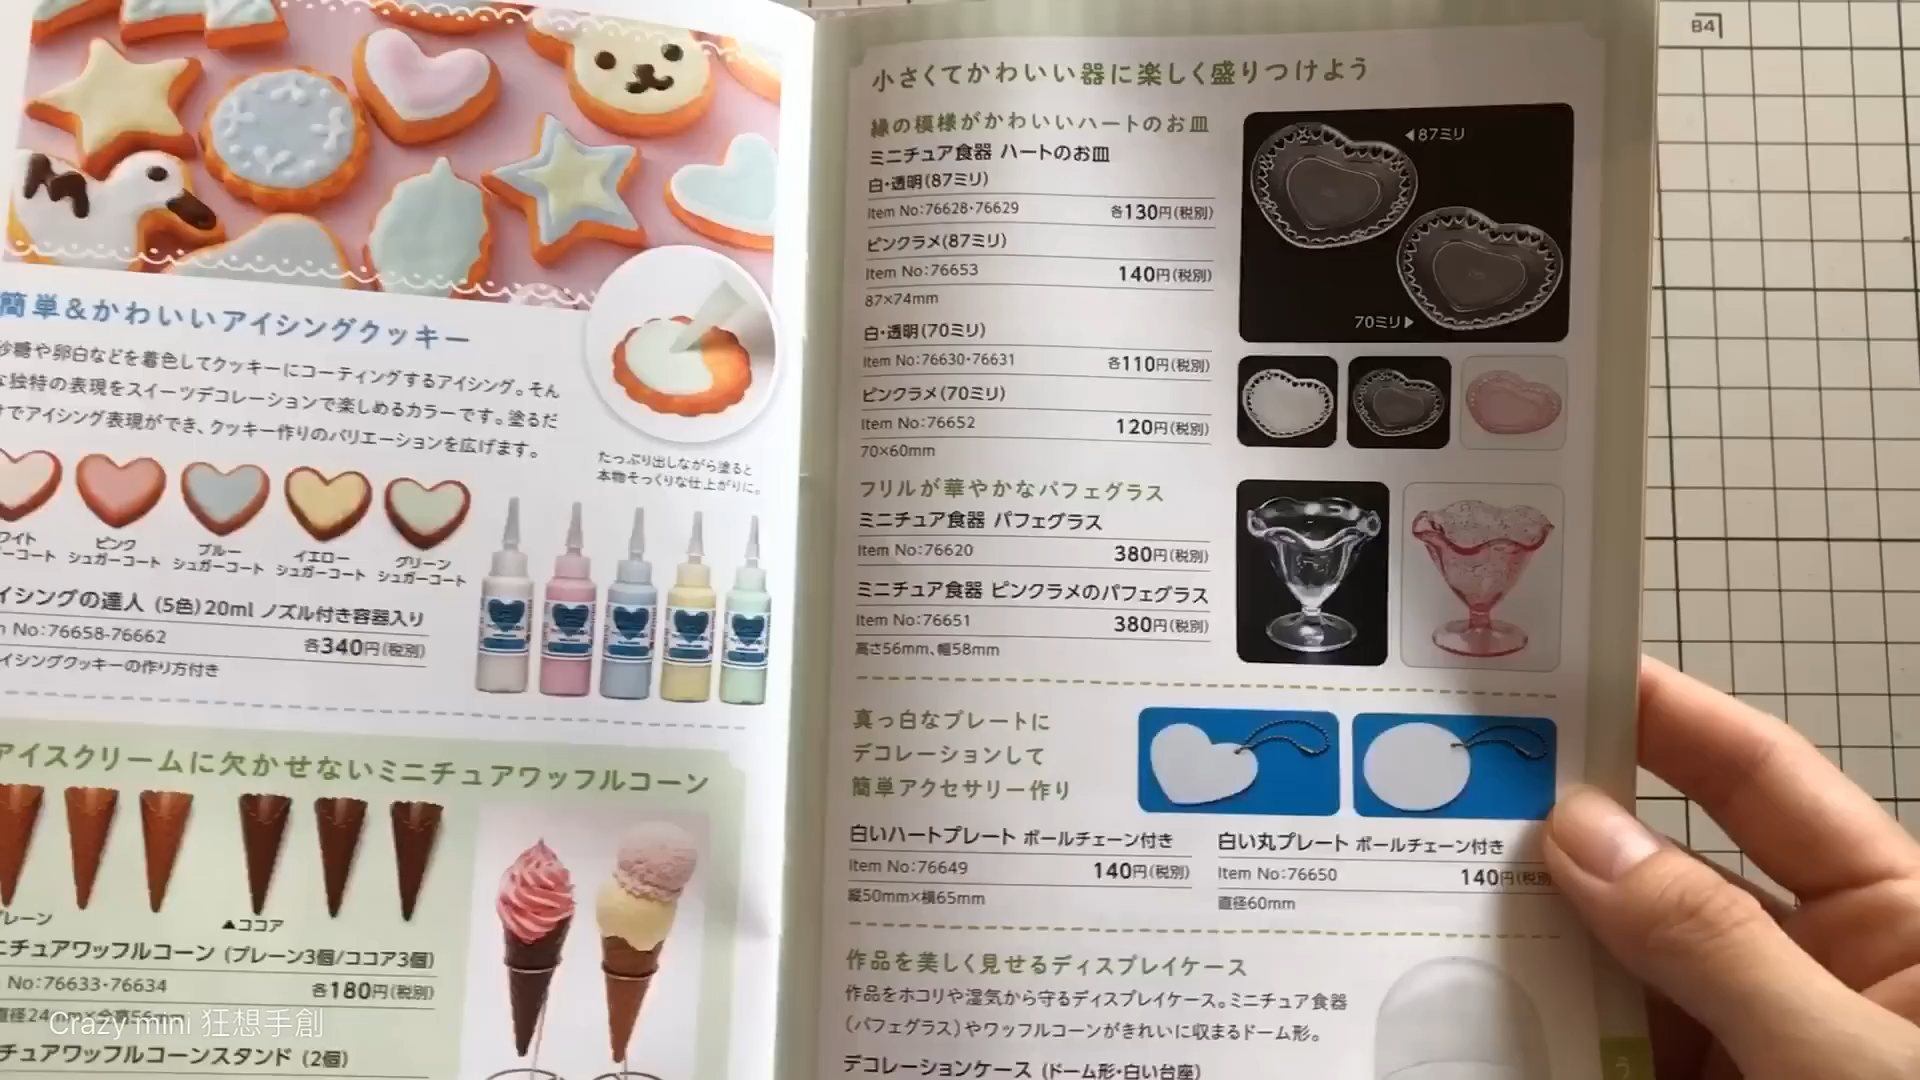 簡単&かわいいアイシングクッキー
砂糖や卵白などを着色してクッキーにコーティングするアイシング。そん
な独特の表現をスイーツデコレーションで楽しめるカラーです。塗るだ
けでアイシング表現ができ、クッキー作りのバリエーションを広げます。
たっぷり出しながら塗ると
本物そっくりな仕上がりに。
ピンク
シュガーコート
ブルー
シュガーコート
イエロー
シュガーコート
グリーン
シュガーコート
イシングの達人 (5色)20ml ノズル付き容器入り
No:76658-76662
各340円(税別)
イシングクッキーの作り方付き
アイスクリームに欠かせないミニチュアワッフルコーン
レーン
▲ココア
ニチュアワッフルコーン (プレーン3個/ココア3個)
No:76633・76634
各180円(税別)
直径24mm×全高56mm
チュアワッフルコーンスタンド (2個)
Crazy mini 狂想手創
小さくてかわいい器に楽しく盛りつけよう
縁の模様がかわいいハートのお皿
ミニチュア食器 ハートのお皿
白・透明(87ミリ)
Item No:76628・76629 各130円(税別)
ピンクラメ(87ミリ)
Item No:76653 140円(税別)
87×74mm
白・透明(70ミリ)
Item No:76630・76631 各110円(税別)
ピンクラメ(70ミリ)
Item No:76652 120円(税別)
70×60mm
◀87ミリ
70ミリ▶
フリルが華やかなパフェグラス
ミニチュア食器 パフェグラス
Item No:76620 380円(税別)
ミニチュア食器 ピンクラメのパフェグラス
Item No:76651 380円(税別)
高さ56mm、幅58mm
真っ白なプレートに
デコレーションして
簡単アクセサリー作り
白いハートプレート ボールチェーン付き
Item No:76649 140円(税別)
縦50mm×横65mm
白い丸プレート ボールチェーン付き
Item No:76650 140円(税別
直径60mm
作品を美しく見せるディスプレイケース
作品をホコリや湿気から守るディスプレイケース。ミニチュア食器
(パフェグラス)やワッフルコーンがきれいに収まるドーム形。
デコレーションケース (ドーム形・白い台座)
う
B4